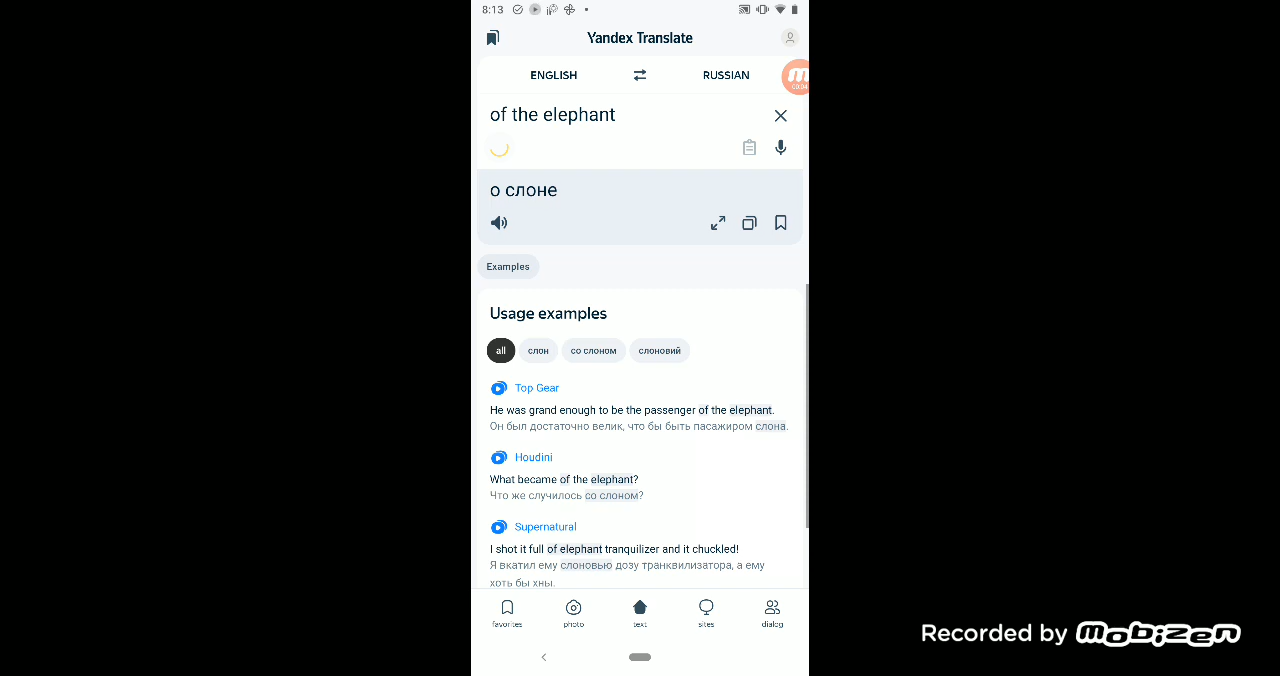 8:13
Yandex Translate
ENGLISH
RUSSIAN
00:04
of the elephant
о слоне
Examples
Usage examples
all
слон
со слоном
слоновий
Top Gear
He was grand enough to be the passenger of the elephant.
Он был достаточно велик, что бы быть пасажиром слона.
Houdini
What became of the elephant?
Что же случилось со слоном?
Supernatural
I shot it full of elephant tranquilizer and it chuckled!
Я вкатил ему слоновью дозу транквилизатора, а ему
хоть бы хны.
favorites
photo
text
sites
dialog
Recorded by mobizen